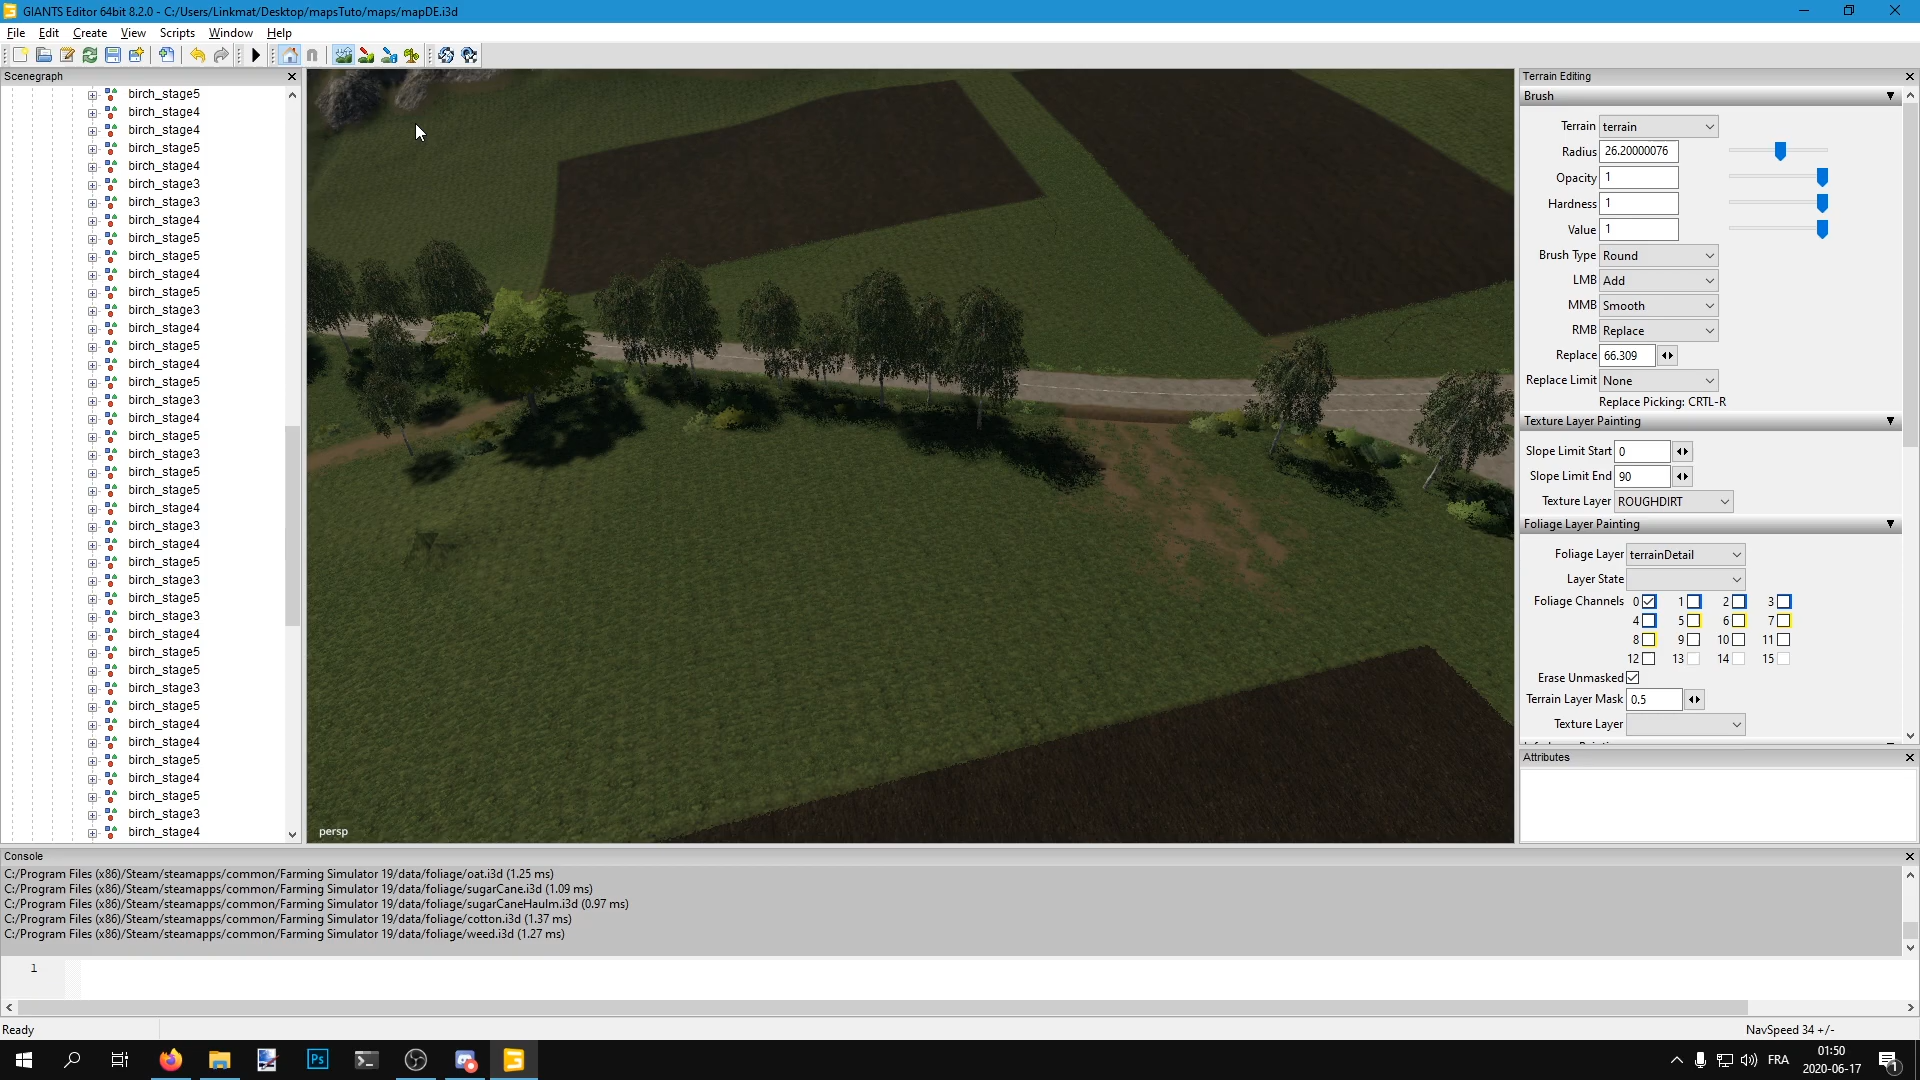 GIANTS Editor 64bit 8.2.0 - C:/Users/Linkmat/Desktop/mapsTuto/maps/mapDE.i3d
File Edit Create View Scripts Window Help
Scenegraph
birch_stage5
birch_stage4
birch_stage4
birch_stage5
birch_stage4
birch_stage3
birch_stage3
birch_stage4
birch_stage5
birch_stage5
birch_stage4
birch_stage5
birch_stage3
birch_stage4
birch_stage5
birch_stage4
birch_stage5
birch_stage3
birch_stage4
birch_stage5
birch_stage3
birch_stage5
birch_stage5
birch_stage4
birch_stage3
birch_stage4
birch_stage5
birch_stage3
birch_stage5
birch_stage3
birch_stage4
birch_stage5
birch_stage5
birch_stage3
birch_stage5
birch_stage4
birch_stage4
birch_stage5
birch_stage4
birch_stage5
birch_stage3
birch_stage4
persp
Terrain Editing
Brush
Terrain terrain
Radius 26.20000076
Opacity 1
Hardness 1
Value 1
Brush Type Round
LMB Add
MMB Smooth
RMB Replace
Replace 66.309
Replace Limit None
Replace Picking: CRTL-R
Texture Layer Painting
Slope Limit Start 0
Slope Limit End 90
Texture Layer ROUGHDIRT
Foliage Layer Painting
Foliage Layer terrainDetail
Layer State
Foliage Channels 0 1 2 3
4 5 6 7
8 9 10 11
12 13 14 15
Erase Unmasked
Terrain Layer Mask 0.5
Texture Layer
Attributes
Console
C:/Program Files (x86)/Steam/steamapps/common/Farming Simulator 19/data/foliage/oat.i3d (1.25 ms)
C:/Program Files (x86)/Steam/steamapps/common/Farming Simulator 19/data/foliage/sugarCane.i3d (1.09 ms)
C:/Program Files (x86)/Steam/steamapps/common/Farming Simulator 19/data/foliage/sugarCaneHaulm.i3d (0.97 ms)
C:/Program Files (x86)/Steam/steamapps/common/Farming Simulator 19/data/foliage/cotton.i3d (1.37 ms)
C:/Program Files (x86)/Steam/steamapps/common/Farming Simulator 19/data/foliage/weed.i3d (1.27 ms)
1
Ready
NavSpeed 34 +/-
Ps
FRA
01:50
2020-06-17
1